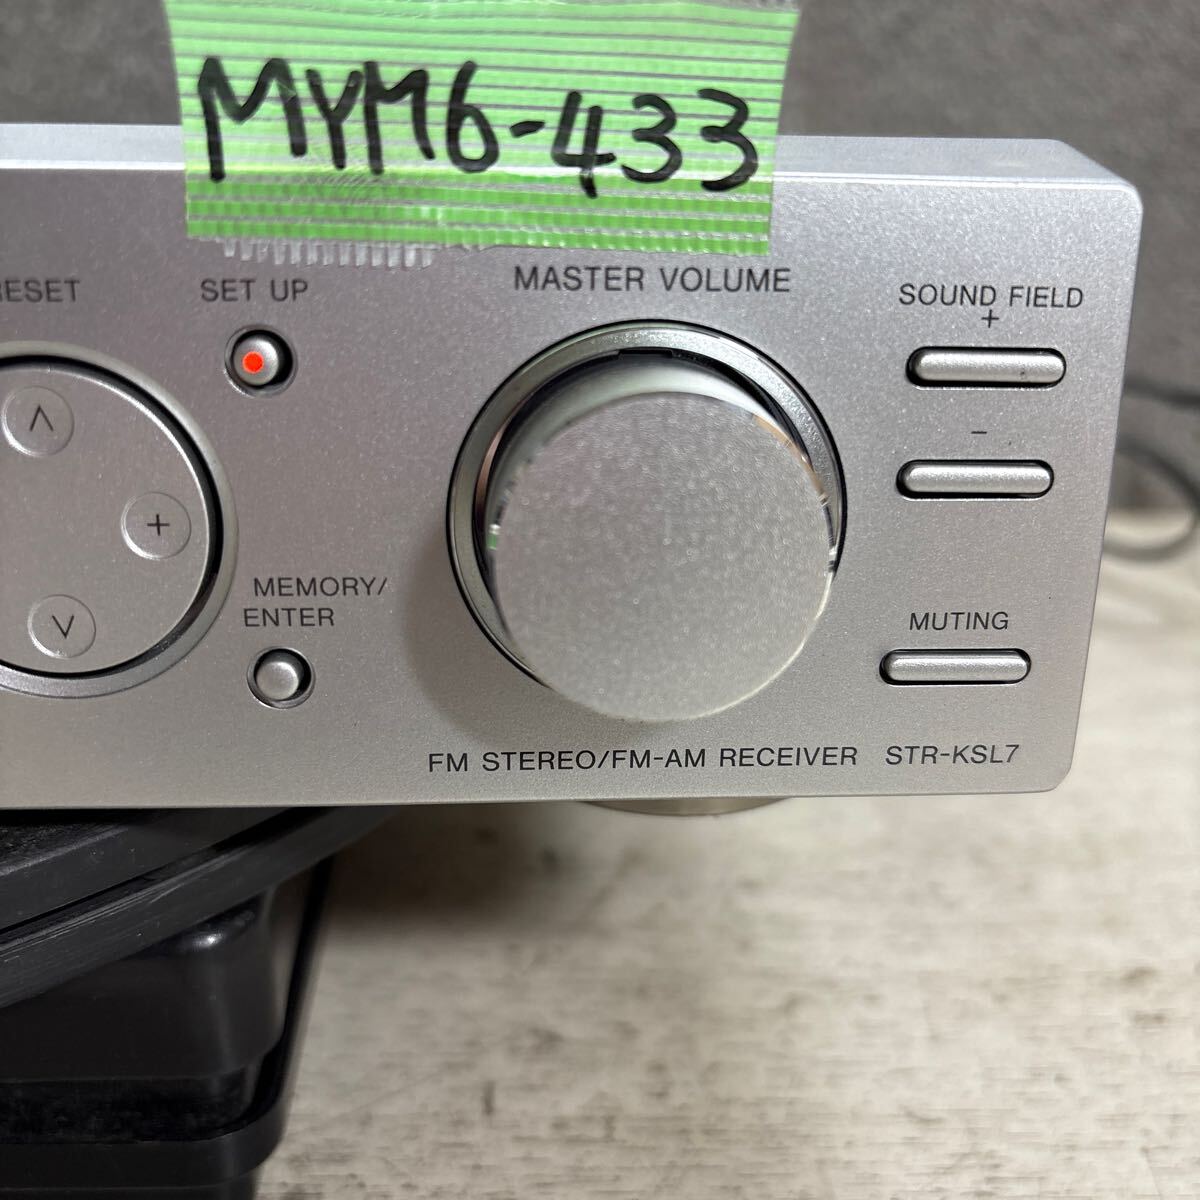 MYM6-433
RESET
SET UP
MASTER VOLUME
SOUND FIELD
+
-
+
MEMORY/
ENTER
MUTING
FM STEREO/FM-AM RECEIVER STR-KSL7